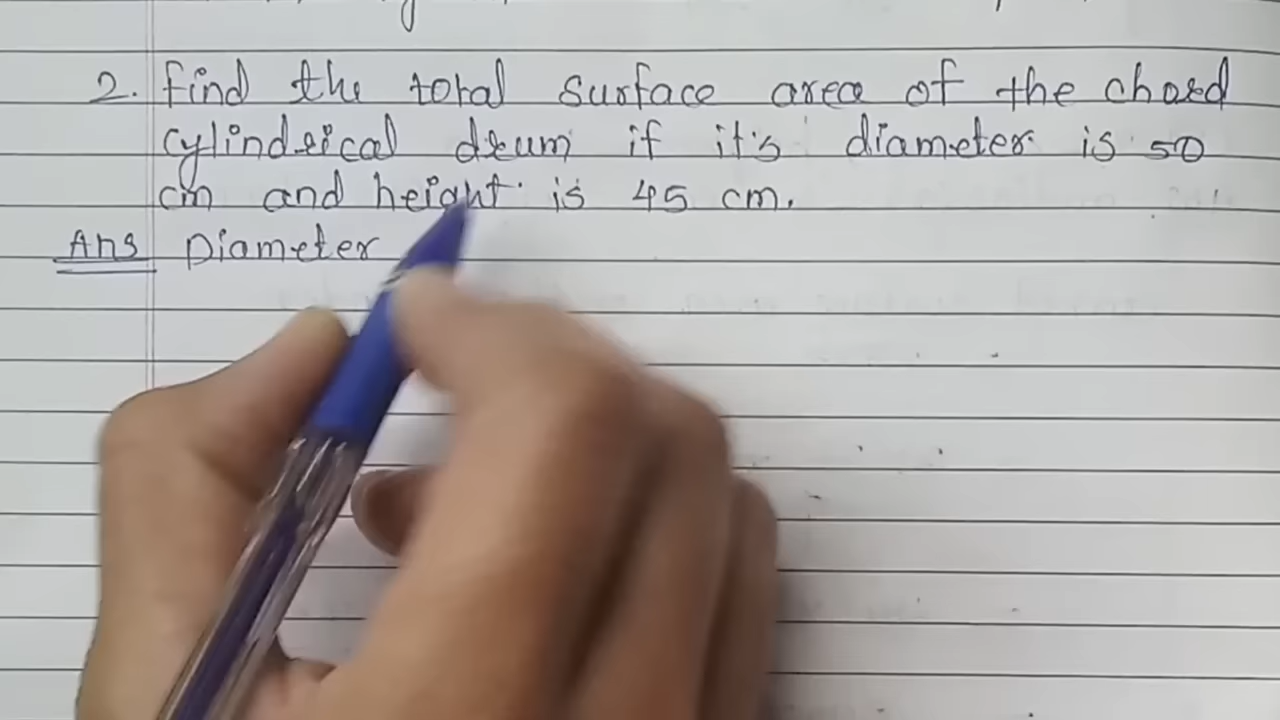 2. Find the total surface area of the chord
cylindrical drum if it's diameter is 50
cm and height is 45 cm.
Ans Diameter